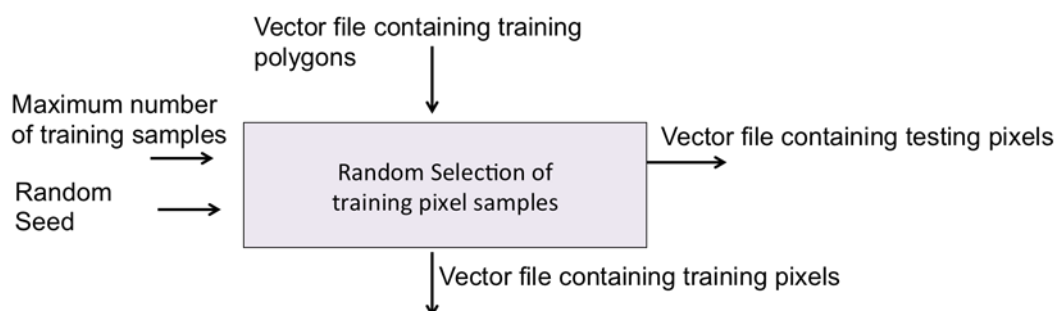 Vector file containing training
polygons
Maximum number
of training samples
Random
Seed
Random Selection of
training pixel samples
Vector file containing testing pixels
Vector file containing training pixels